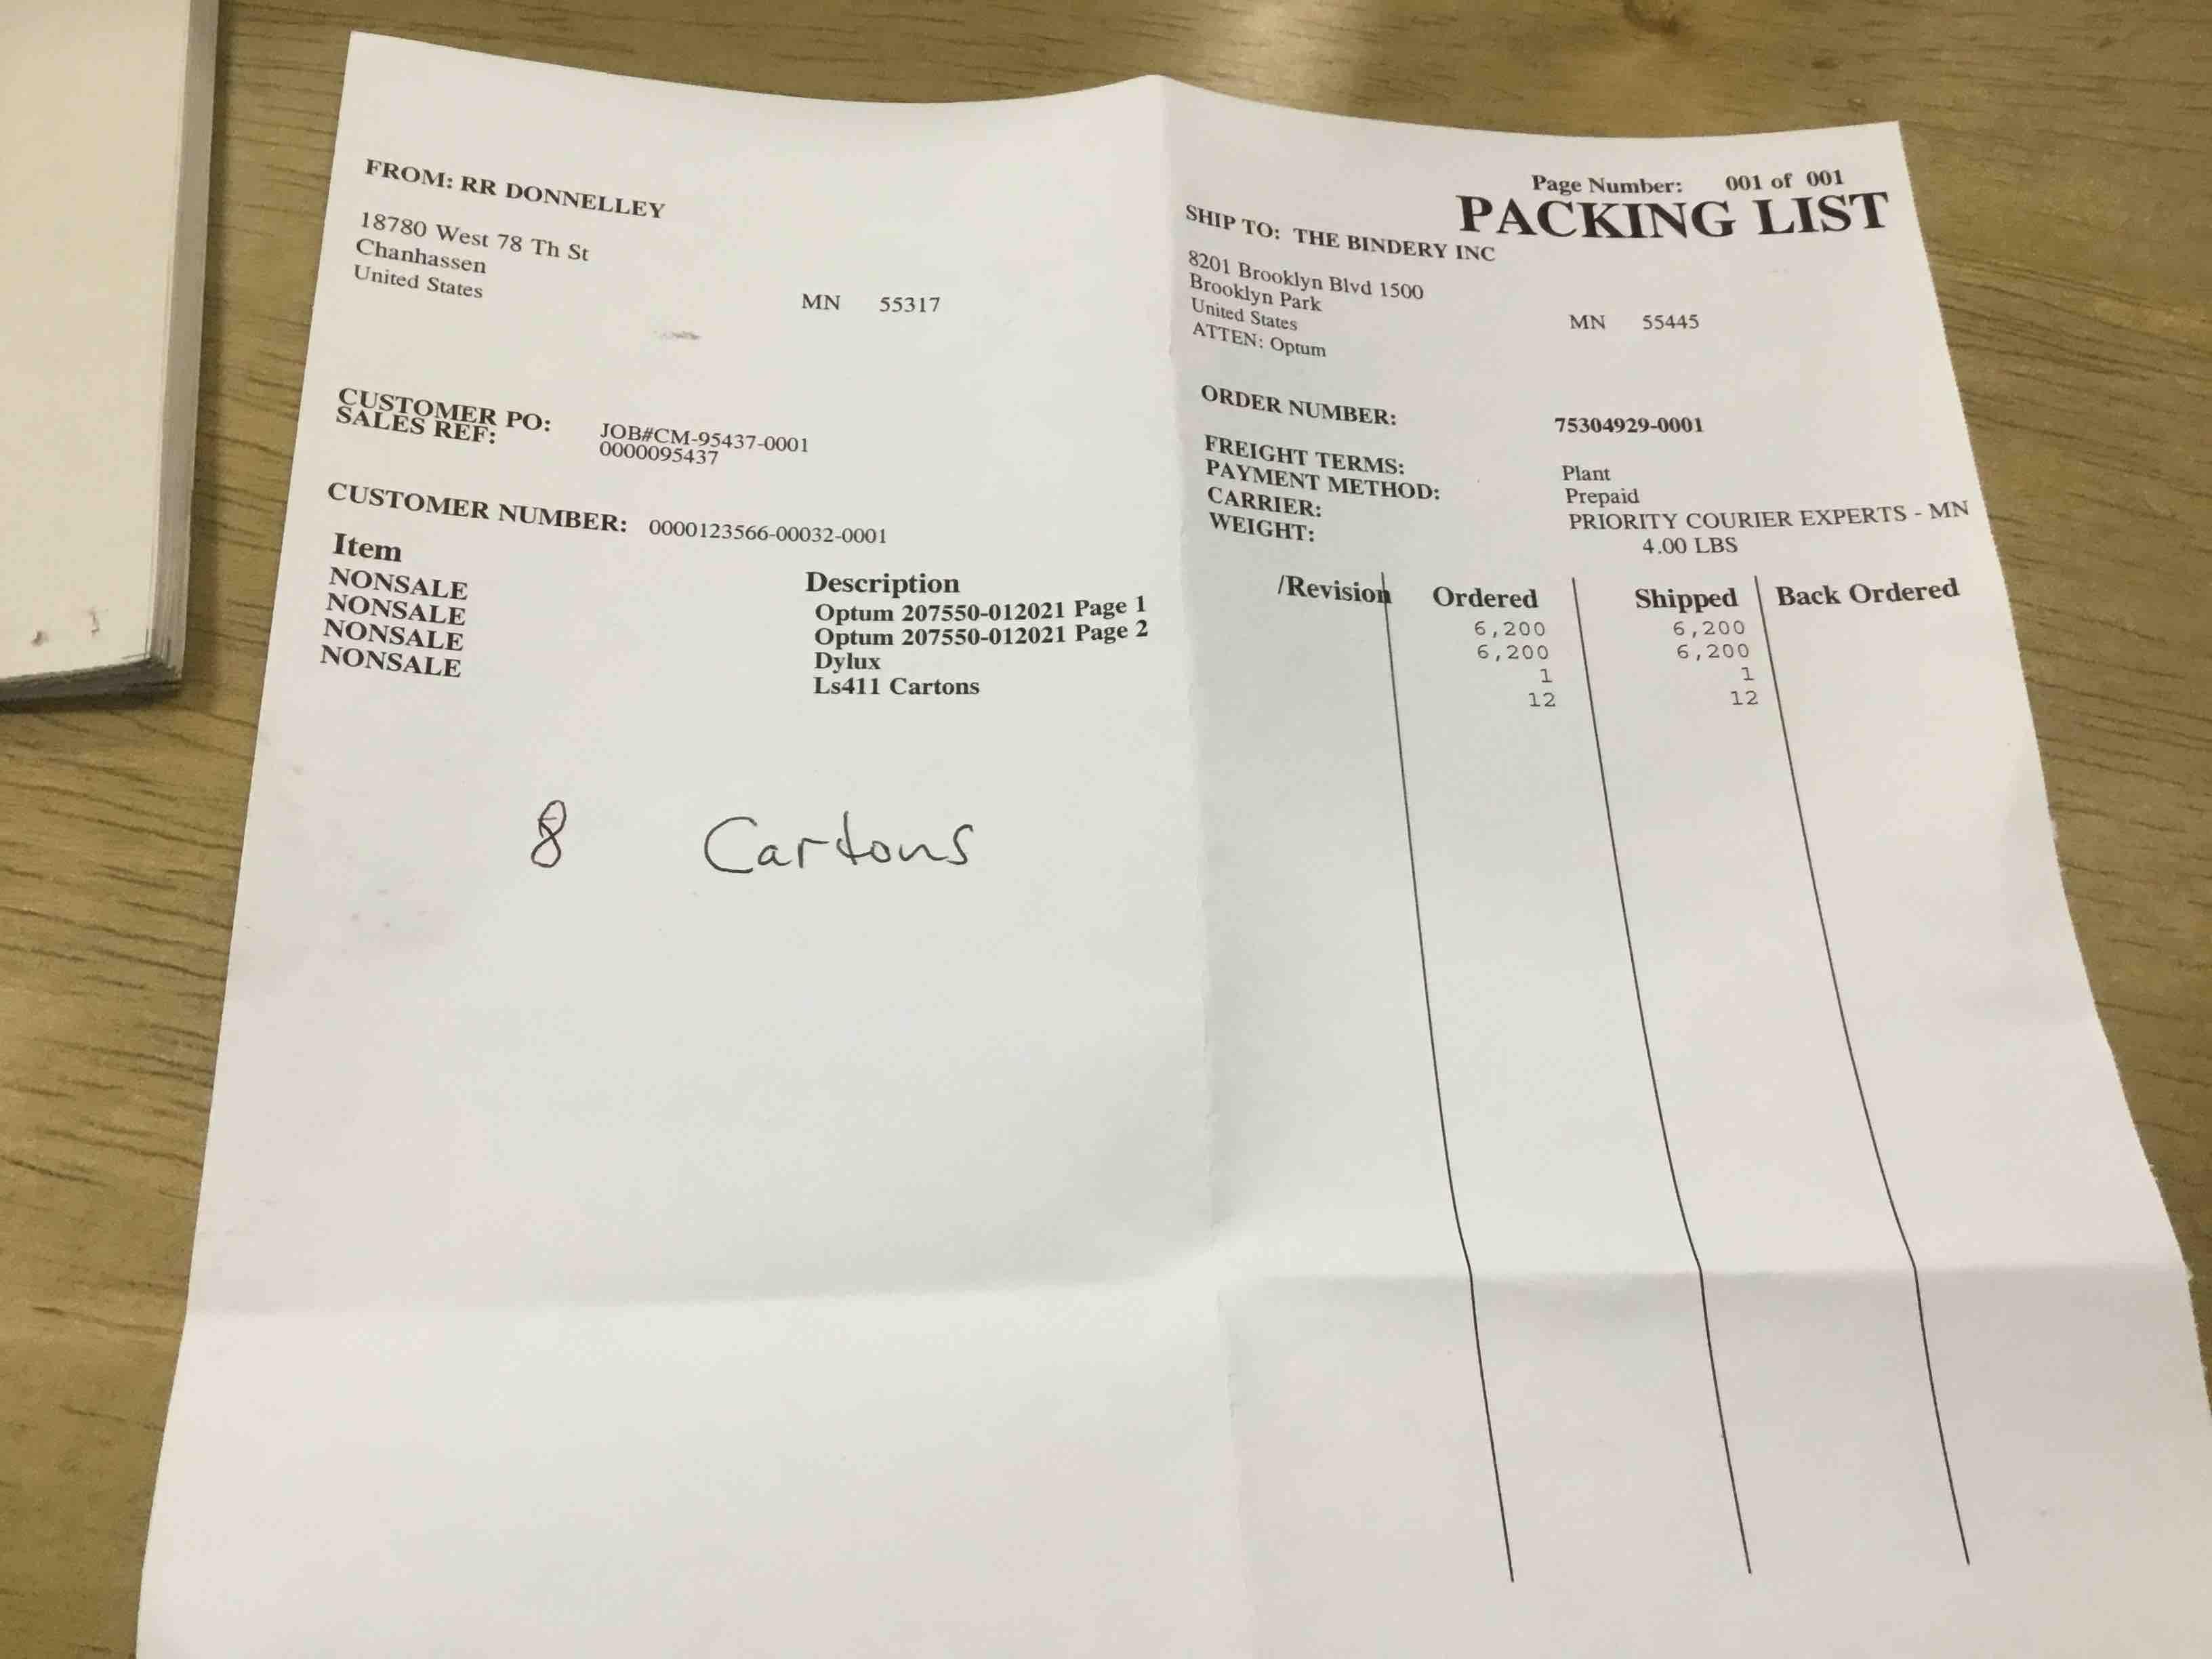 Page Number: 001 of 001
PACKING LIST
FROM: RR DONNELLEY
18780 West 78 Th St
Chanhassen
United States
MN 55317
SHIP TO: THE BINDERY INC
8201 Brooklyn Blvd 1500
Brooklyn Park
United States
MN 55445
ATTEN: Optum
CUSTOMER PO: JOB#CM-95437-0001
SALES REF: 0000095437
CUSTOMER NUMBER: 0000123566-00032-0001
ORDER NUMBER: 75304929-0001
FREIGHT TERMS: Plant
PAYMENT METHOD: Prepaid
CARRIER: PRIORITY COURIER EXPERTS - MN
WEIGHT: 4.00 LBS
Item Description /Revision Ordered Shipped Back Ordered
NONSALE Optum 207550-012021 Page 1 6,200 6,200
NONSALE Optum 207550-012021 Page 2 6,200 6,200
NONSALE Dylux 1 1
NONSALE Ls411 Cartons 12 12
8 Cartons